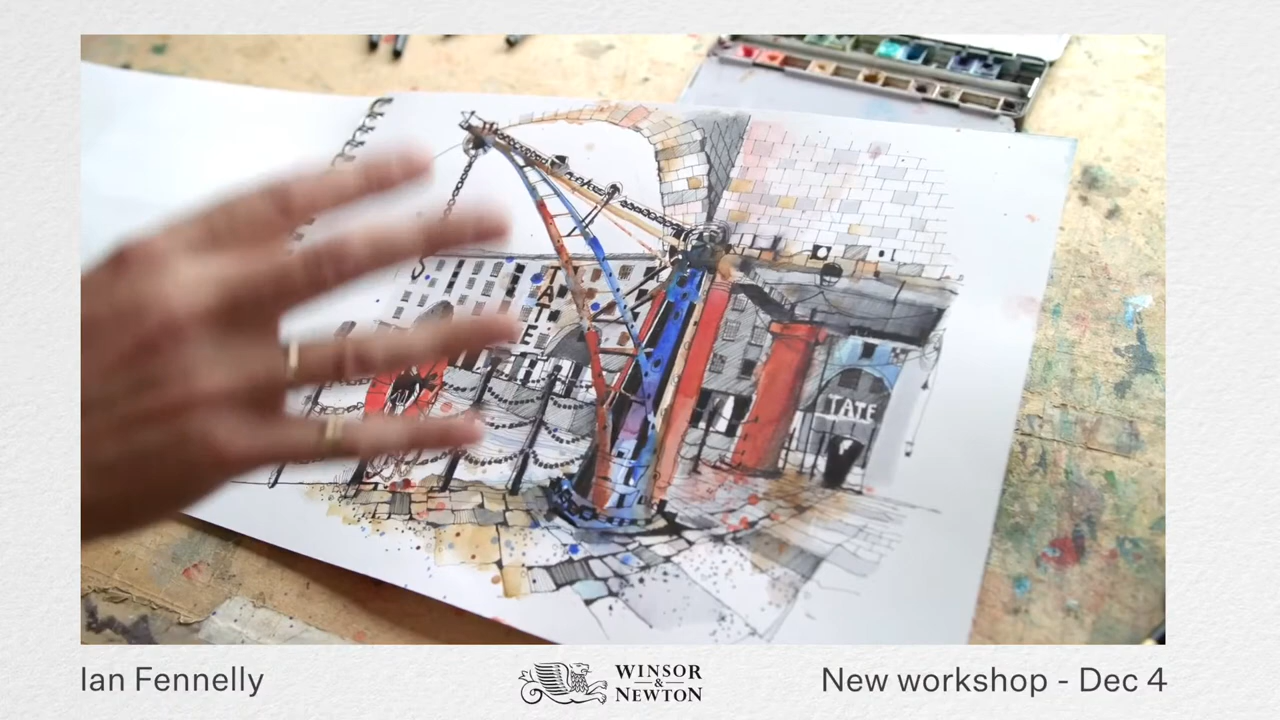 TATE
TATE
Ian Fennelly
WINSOR
&
NEWTON
New workshop - Dec 4